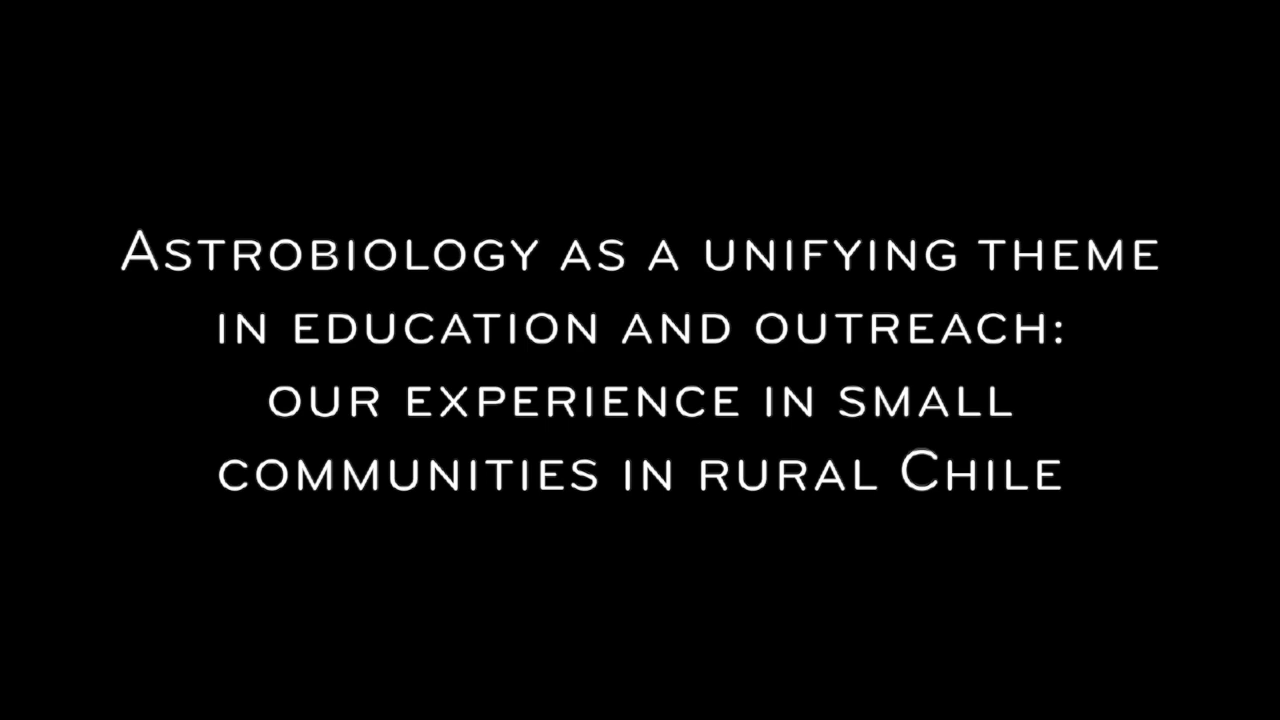 Astrobiology as a unifying theme
in education and outreach:
our experience in small
communities in rural Chile